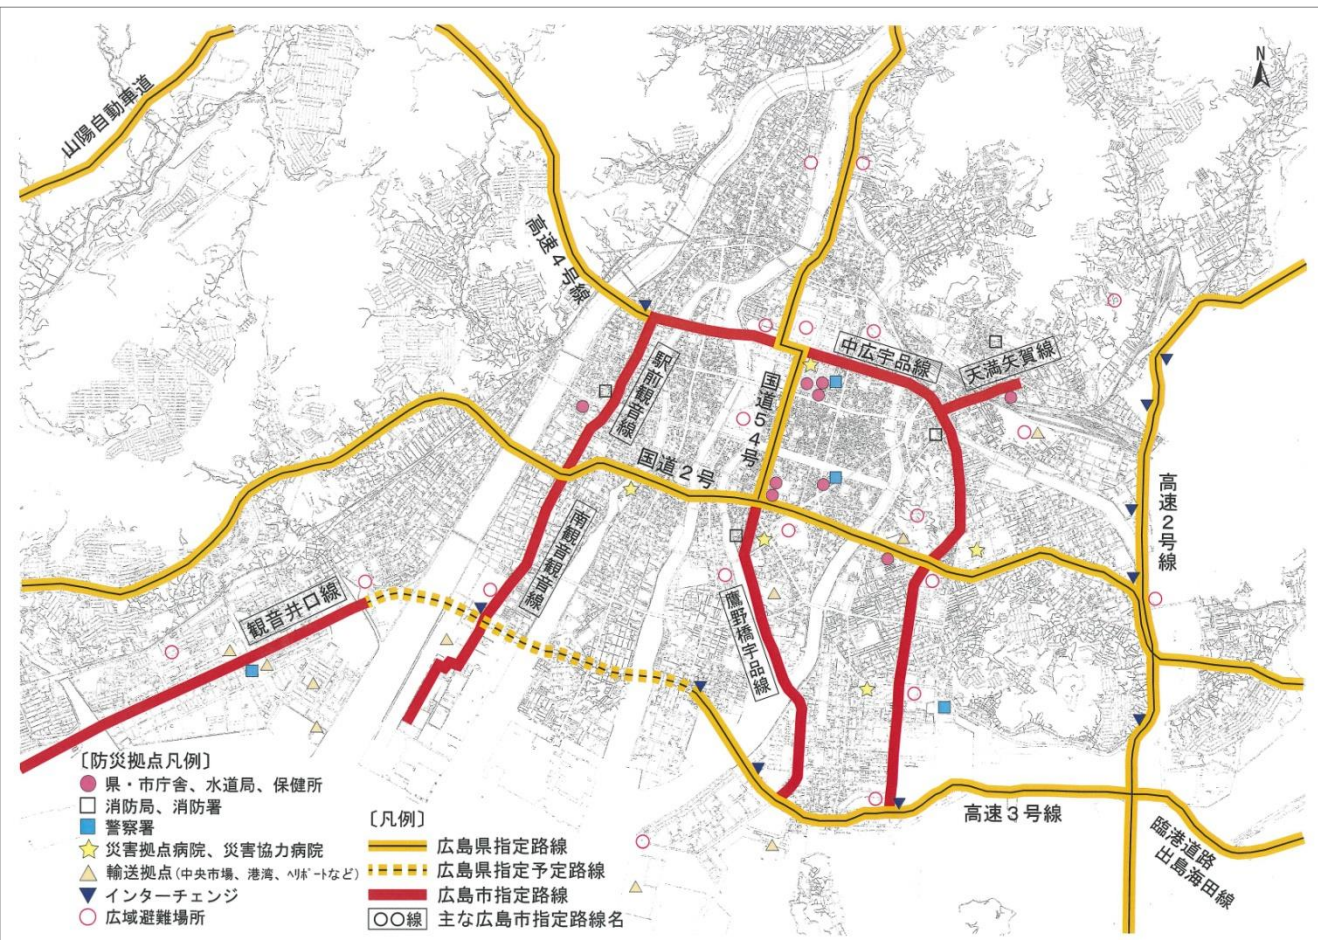 N
山陽自動車道
高速4号線
駅前観音線
中広宇品線
天満矢賀線
国道54号
国道2号
高速2号線
南観音観音線
観音井口線
鷹野橋宇品線
高速3号線
臨港道路
出島海田線
〔防災拠点凡例〕
県・市庁舎、水道局、保健所
消防局、消防署
警察署
災害拠点病院、災害協力病院
輸送拠点(中央市場、港湾、ヘリポートなど)
インターチェンジ
広域避難場所
〔凡例〕
広島県指定路線
広島県指定予定路線
広島市指定路線
○○線 主な広島市指定路線名